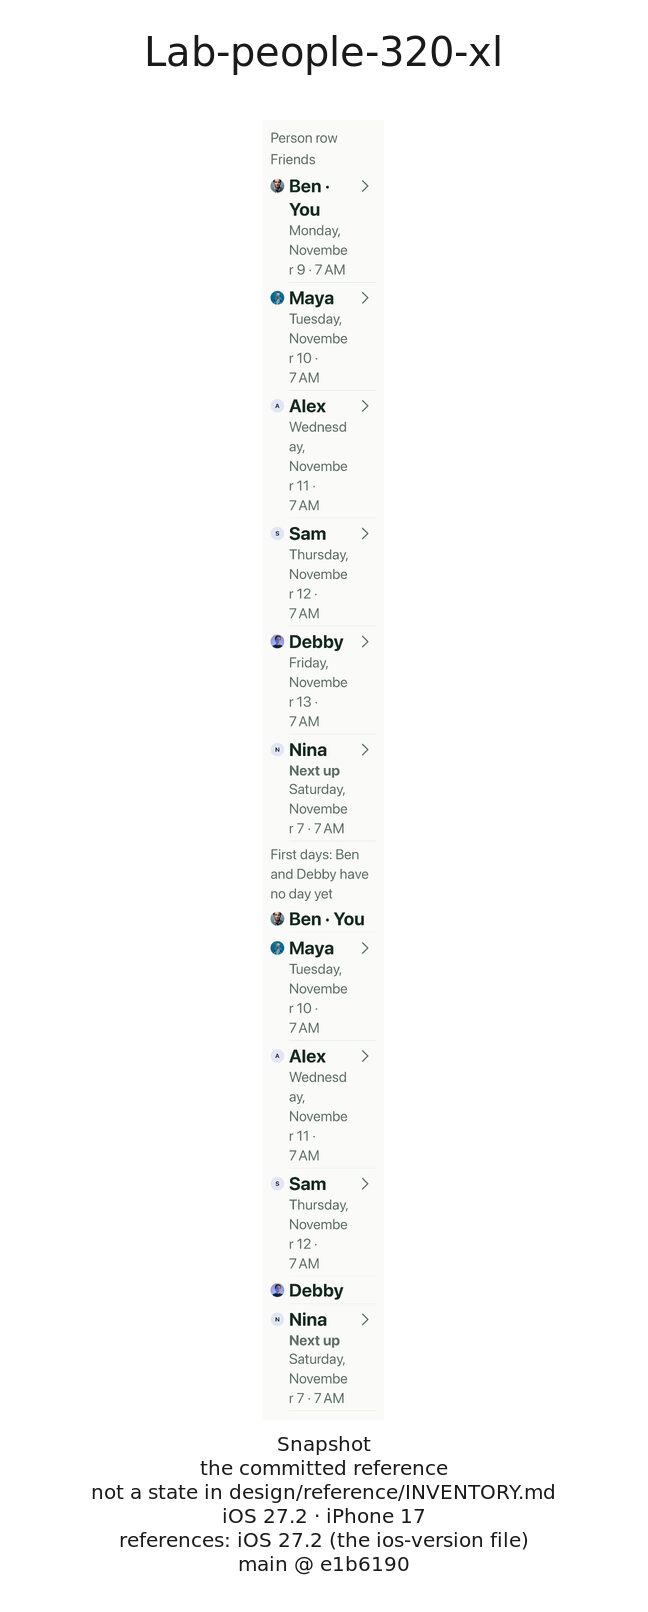 Lab-people-320-xl
Person row
Friends
Ben ·
You
Monday,
Novembe
r 9 · 7 AM
Maya
Tuesday,
Novembe
r 10 ·
7 AM
A
Alex
Wednesd
ay,
Novembe
r 11 ·
7 AM
S
Sam
Thursday,
Novembe
r 12 ·
7 AM
Debby
Friday,
Novembe
r 13 ·
7 AM
N
Nina
Next up
Saturday,
Novembe
r 7 · 7 AM
First days: Ben
and Debby have
no day yet
Ben · You
Maya
Tuesday,
Novembe
r 10 ·
7 AM
A
Alex
Wednesd
ay,
Novembe
r 11 ·
7 AM
S
Sam
Thursday,
Novembe
r 12 ·
7 AM
Debby
N
Nina
Next up
Saturday,
Novembe
r 7 · 7 AM
Snapshot
the committed reference
not a state in design/reference/INVENTORY.md
iOS 27.2 · iPhone 17
references: iOS 27.2 (the ios-version file)
main @ e1b6190